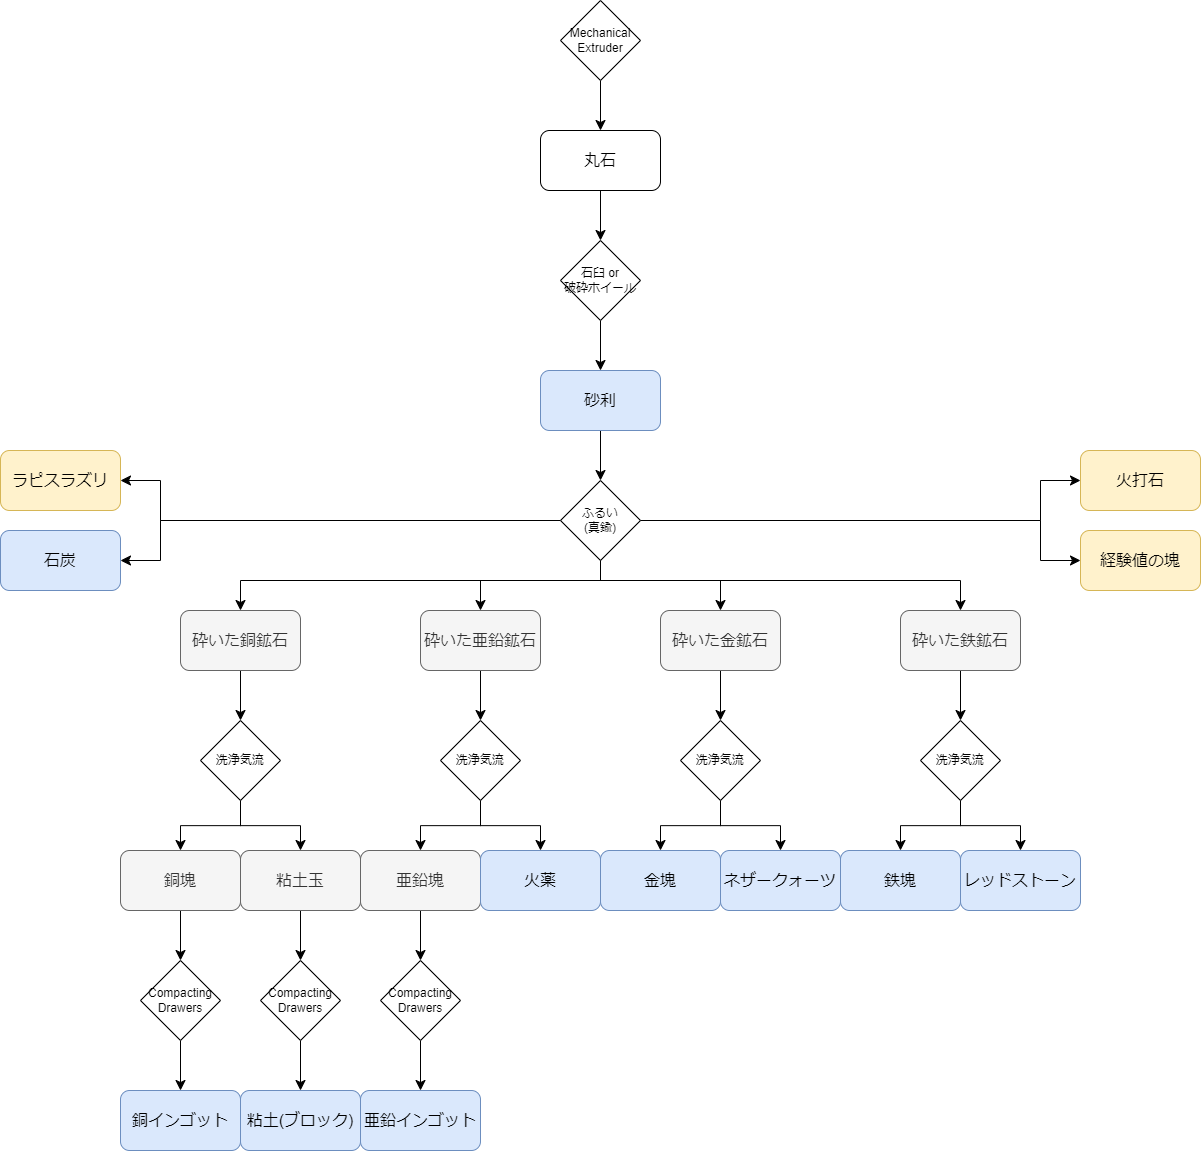 Mechanical
Extruder
丸石
石臼 or
破砕ホイール
砂利
ラピスラズリ
火打石
ふるい
(真鍮)
石炭
経験値の塊
砕いた銅鉱石
砕いた亜鉛鉱石
砕いた金鉱石
砕いた鉄鉱石
洗浄気流
洗浄気流
洗浄気流
洗浄気流
銅塊
粘土玉
亜鉛塊
火薬
金塊
ネザークォーツ
鉄塊
レッドストーン
Compacting
Drawers
Compacting
Drawers
Compacting
Drawers
銅インゴット
粘土(ブロック)
亜鉛インゴット